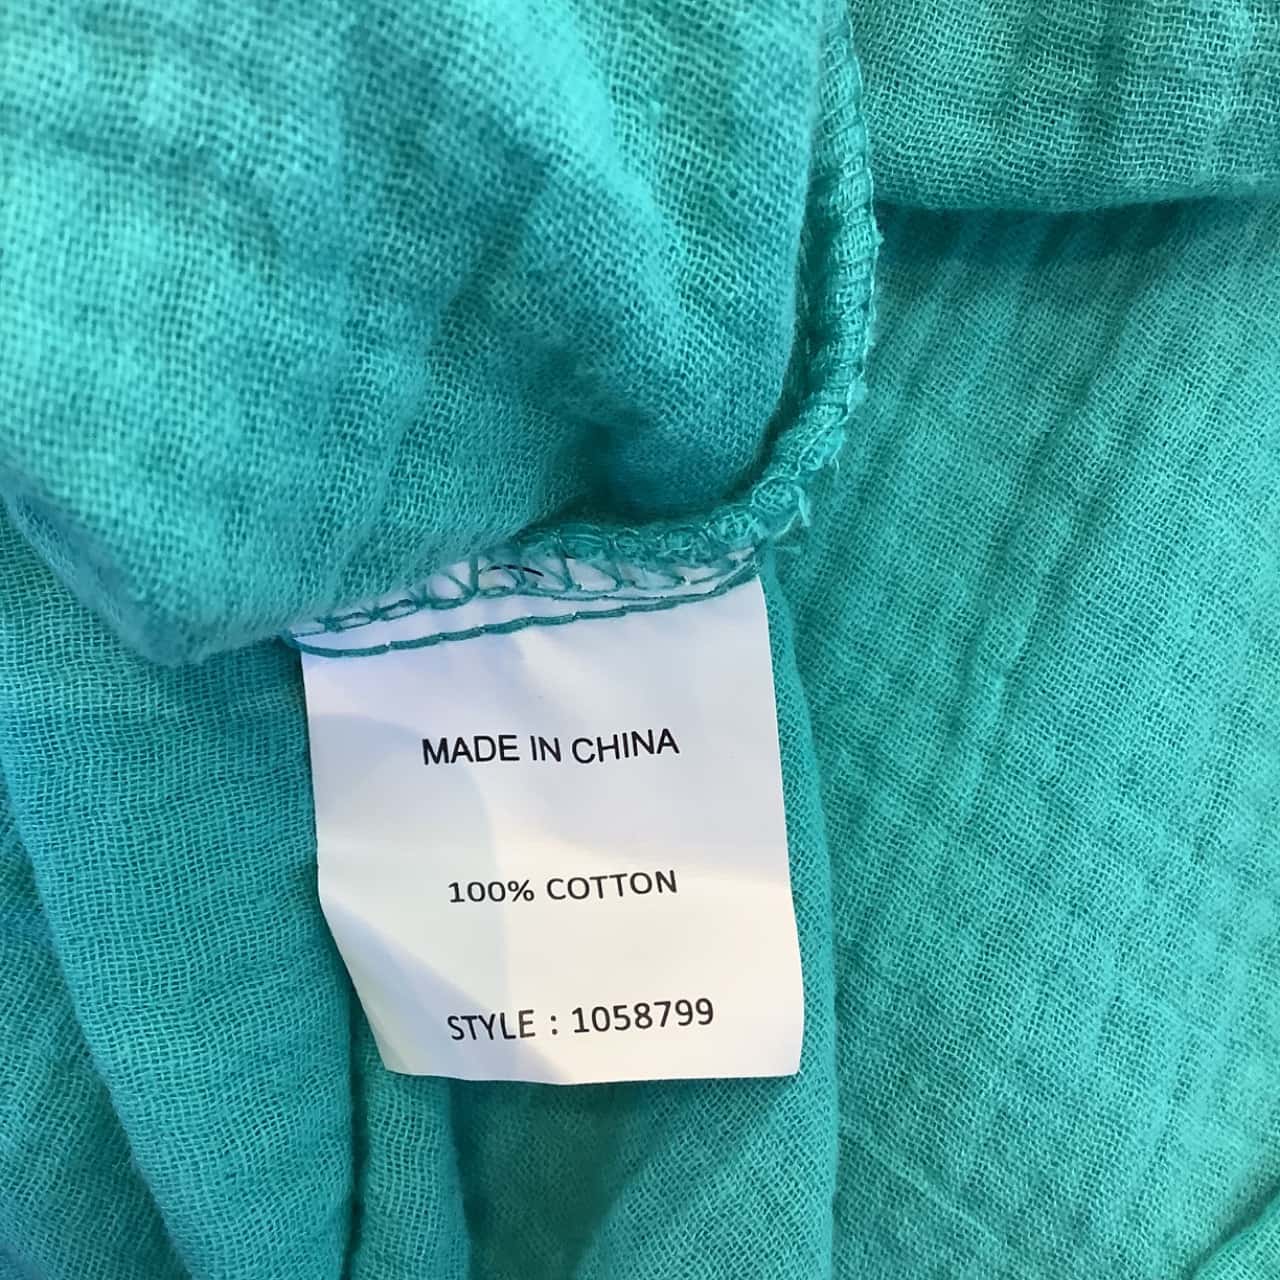 MADE IN CHINA
100% COTTON
STYLE : 1058799